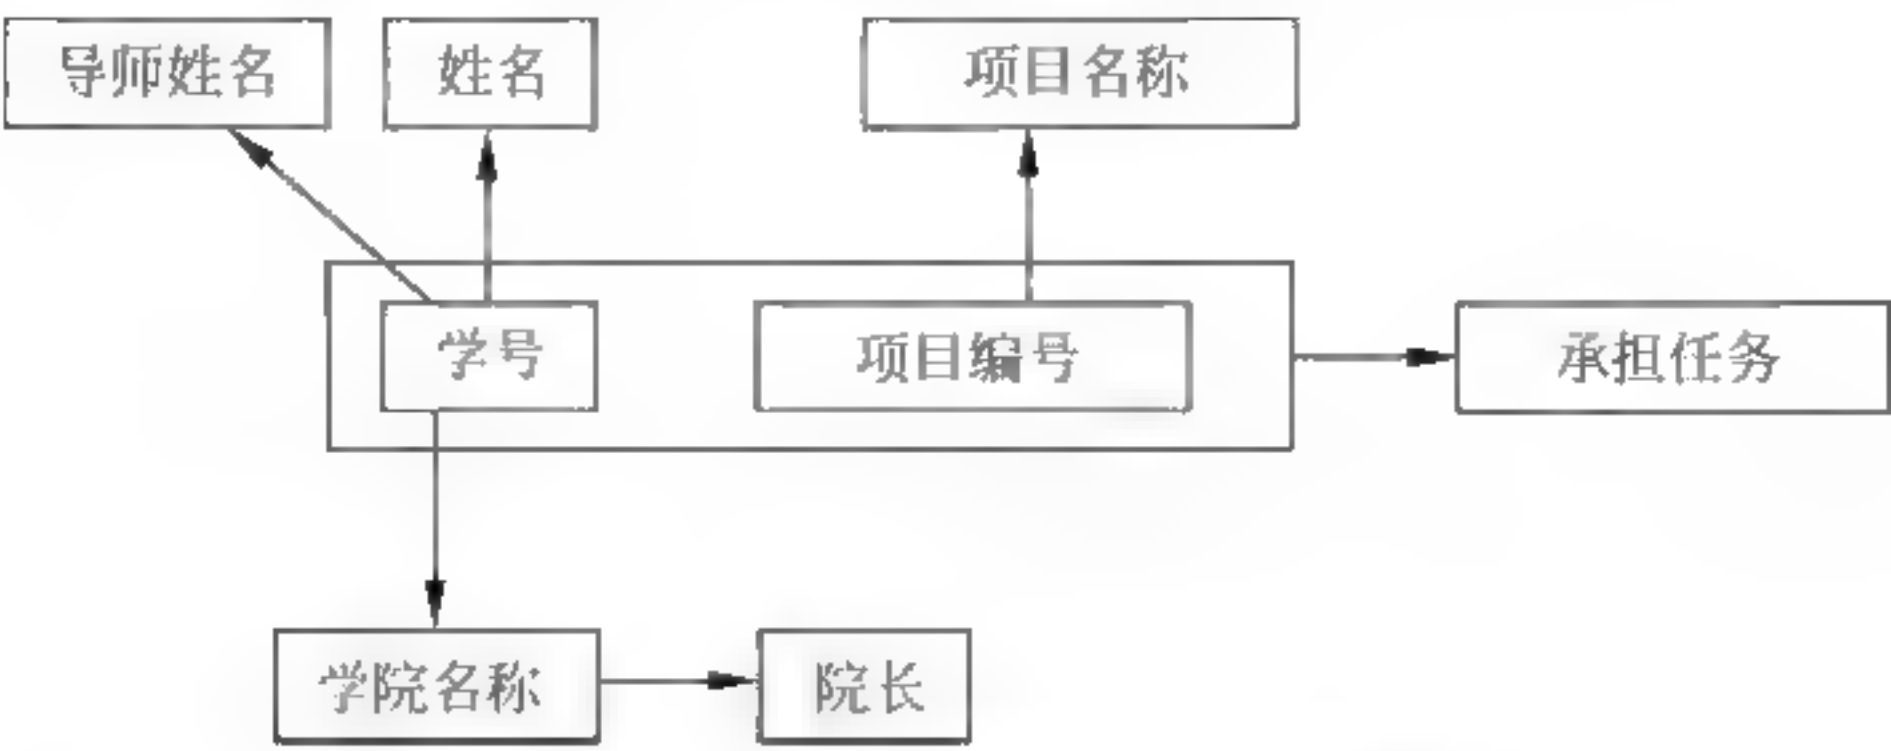 导师姓名
姓名
项目名称
学号
项目编号
承担任务
学院名称
院长